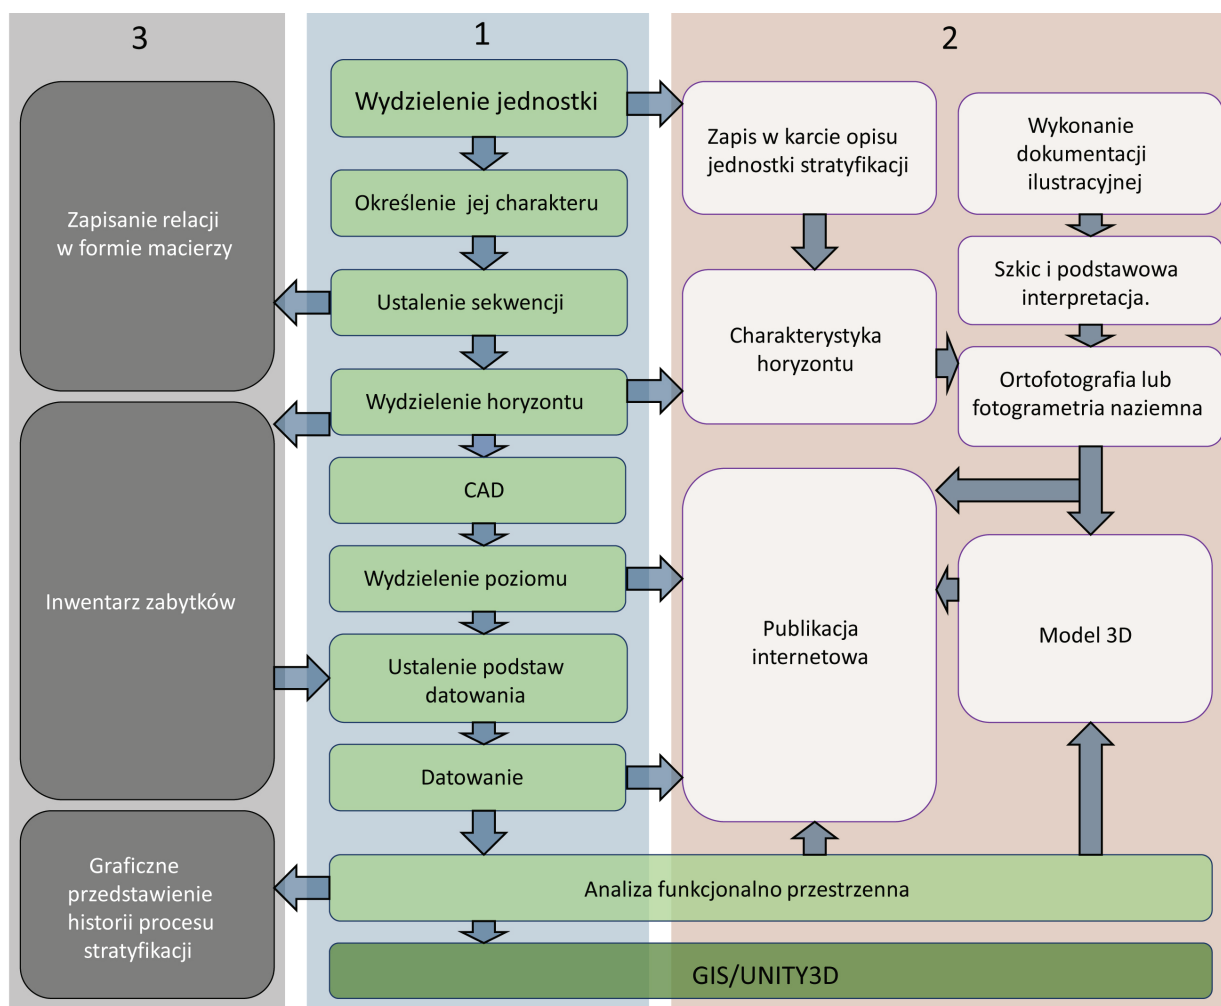 3
1
2
Zapisanie relacji
w formie macierzy
Inwentarz zabytków
Graficzne
przedstawienie
historii procesu
stratyfikacji
Wydzielenie jednostki
Określenie jej charakteru
Ustalenie sekwencji
Wydzielenie horyzontu
CAD
Wydzielenie poziomu
Ustalenie podstaw
datowania
Datowanie
Zapis w karcie opisu
jednostki stratyfikacji
Charakterystyka
horyzontu
Publikacja
internetowa
Wykonanie
dokumentacji
ilustracyjnej
Szkic i podstawowa
interpretacja.
Ortofotografia lub
fotogrametria naziemna
Model 3D
Analiza funkcjonalno przestrzenna
GIS/UNITY3D